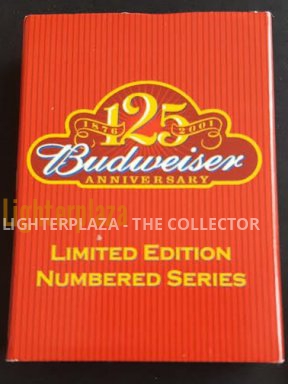 125
1876 2001
Budweiser
ANNIVERSARY
lighterplaza
LIGHTERPLAZA - THE COLLECTOR
LIMITED EDITION
NUMBERED SERIES